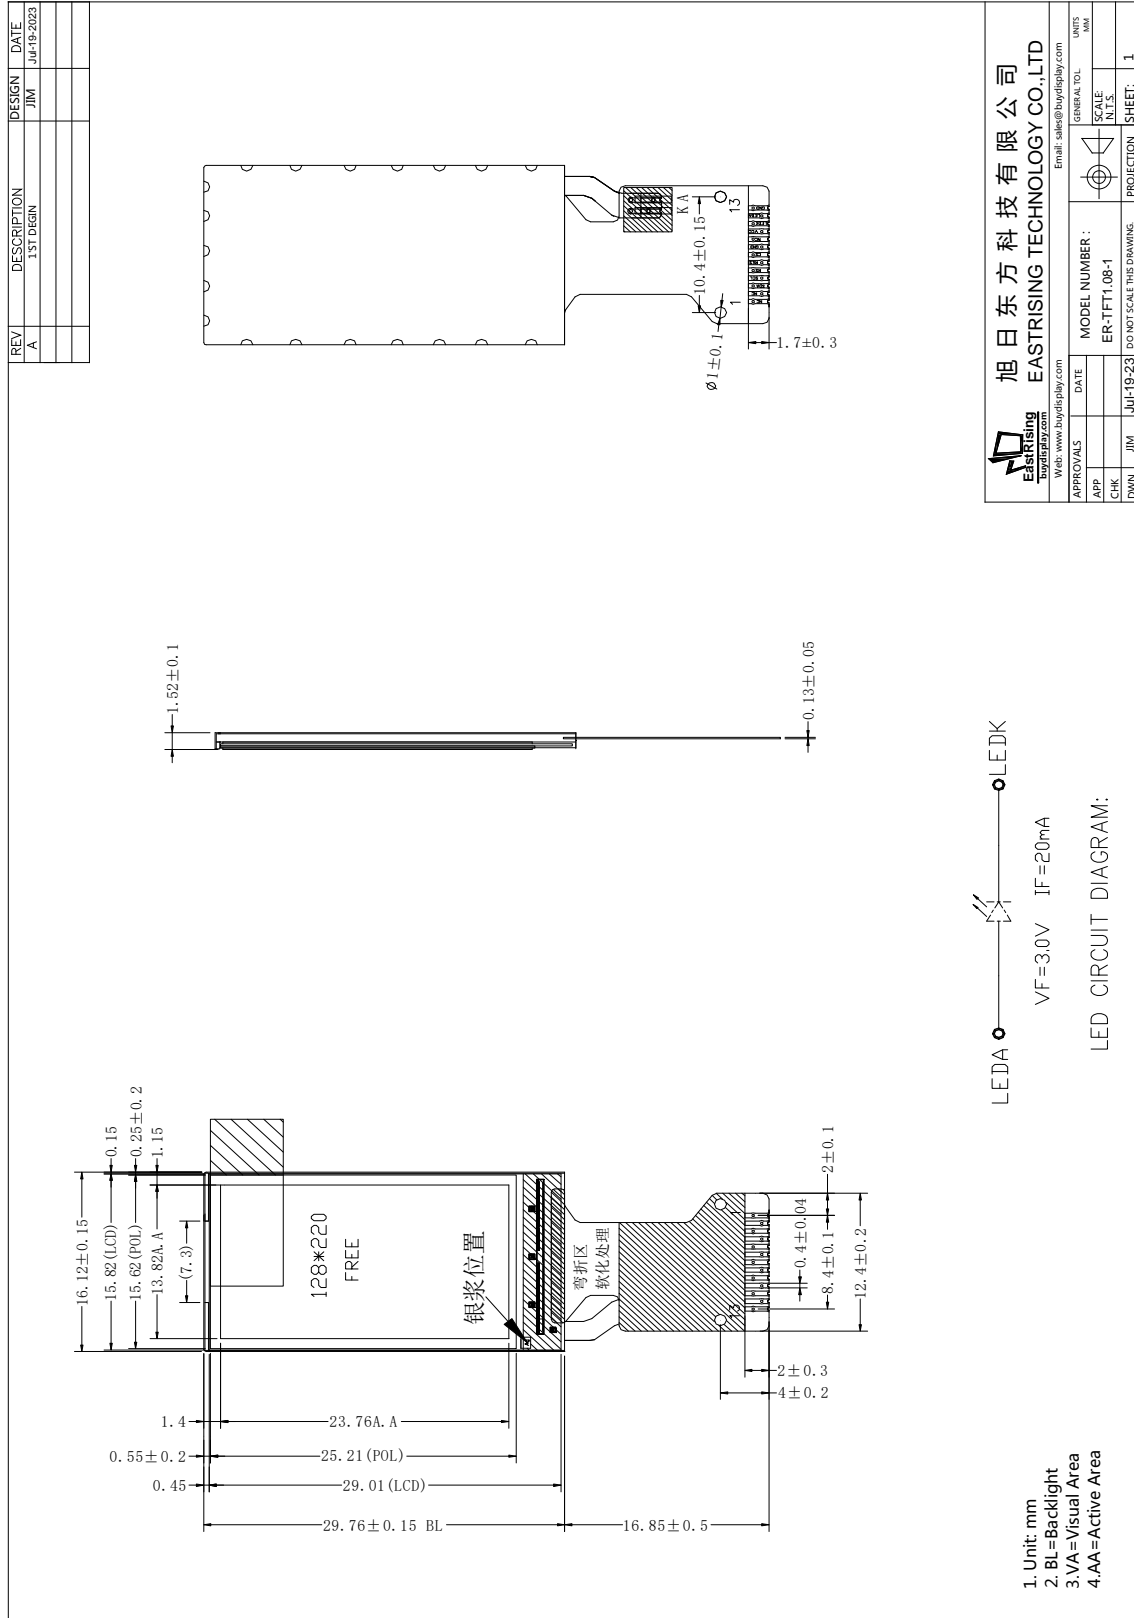 REV DESCRIPTION DESIGN DATE
A 1'ST DEGIN JIM Jul-19-2023
1.52±0.1
0.13±0.05
10.4±0.15
K A
1
13
Ø1±0.1
1.7±0.3
16.12±0.15
15.82(LCD)
0.15
15.62(POL)
0.25±0.2
13.82A.A
1.15
(7.3)
128*220
FREE
银浆位置
弯折区
软化处理
1
13
2±0.1
0.4±0.04
8.4±0.1
12.4±0.2
2±0.3
4±0.2
1.4
23.76A.A
0.55±0.2
25.21(POL)
0.45
29.01(LCD)
29.76±0.15 BL
16.85±0.5
LEDA
LEDK
VF=3.0V IF=20mA
LED CIRCUIT DIAGRAM:
1. Unit: mm
2. BL=Backlight
3.VA=Visual Area
4.AA=Active Area
EastRising
buydisplay.com
旭日东方科技有限公司
EASTRISING TECHNOLOGY CO.,LTD
Web: www.buydisplay.com Email: sales@buydisplay.com
APPROVALS DATE
APP
CHK
DWN JIM Jul-19-23
MODEL NUMBER :
ER-TFT1.08-1
DO NOT SCALE THIS DRAWING.
PROJECTION
GENERAL TOL.
UNITS
MM
SCALE:
N.T.S.
SHEET: 1